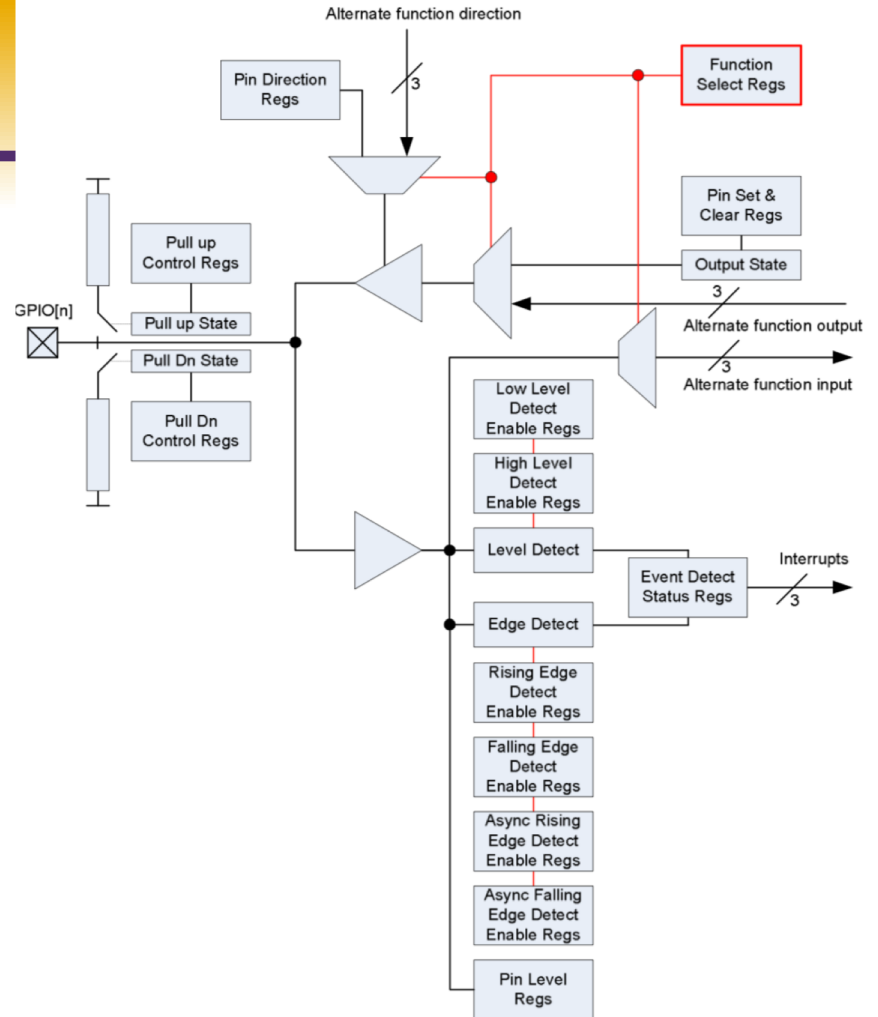 Alternate function direction
3
Pin Direction
Regs
Function
Select Regs
Pin Set &
Clear Regs
Output State
3
Alternate function output
3
Alternate function input
Pull up
Control Regs
GPIO[n]
Pull up State
Pull Dn State
Pull Dn
Control Regs
Low Level
Detect
Enable Regs
High Level
Detect
Enable Regs
Level Detect
Event Detect
Status Regs
Interrupts
3
Edge Detect
Rising Edge
Detect
Enable Regs
Falling Edge
Detect
Enable Regs
Async Rising
Edge Detect
Enable Regs
Async Falling
Edge Detect
Enable Regs
Pin Level
Regs